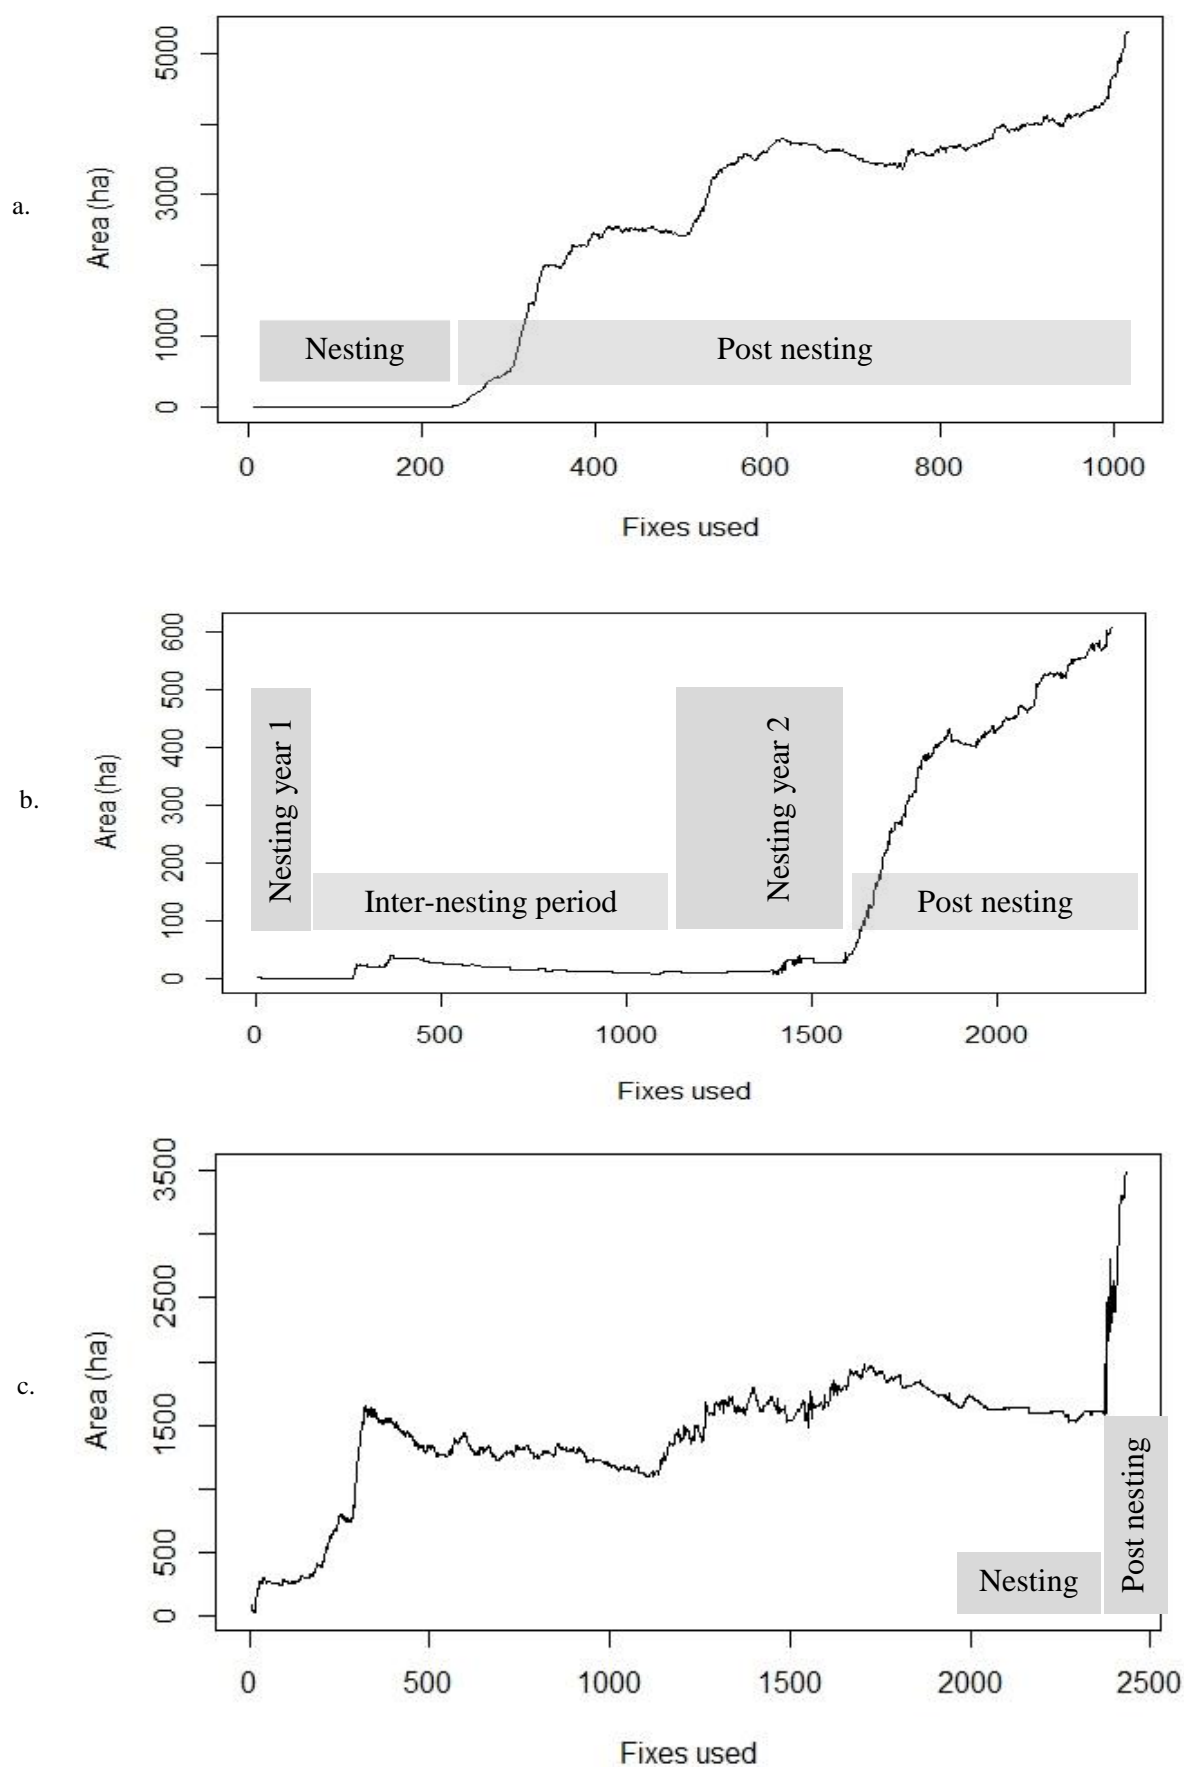 a.
Area (ha)
5000
3000
1000
0
Nesting
Post nesting
0 200 400 600 800 1000
Fixes used
b.
Area (ha)
600
500
400
300
200
100
0
Nesting year 1
Inter-nesting period
Nesting year 2
Post nesting
0 500 1000 1500 2000
Fixes used
c.
Area (ha)
3500
2500
1500
500
0
Nesting
Post nesting
0 500 1000 1500 2000 2500
Fixes used